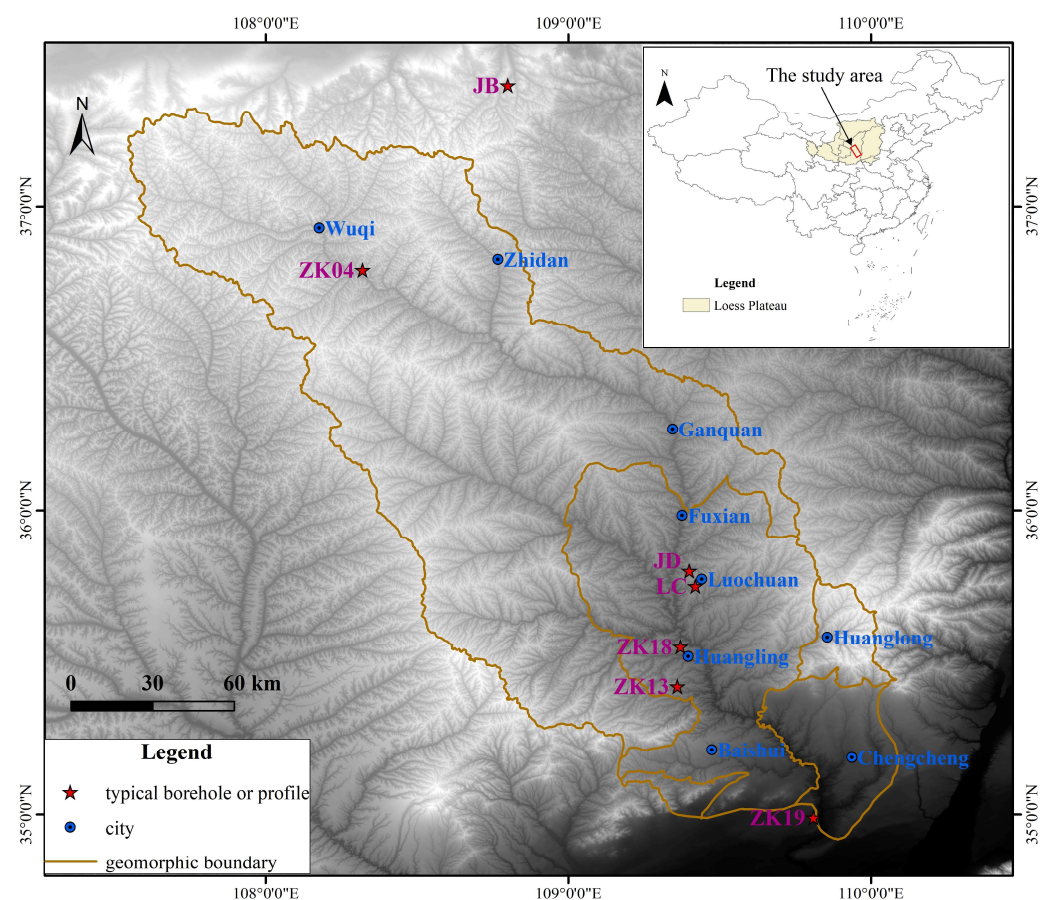 108°0'0"E
109°0'0"E
110°0'0"E
N
The study area
N
Legend
Loess Plateau
JB
37°0'0"N
37°0'0"N
Wuqi
Zhidan
ZK04
Ganquan
36°0'0"N
36°0'0"N
Fuxian
JD
Luochuan
LC
Huanglong
ZK18
Huangling
ZK13
0 30 60 km
Baishui
Chengcheng
Legend
typical borehole or profile
city
geomorphic boundary
ZK19
35°0'0"N
35°0'0"N
108°0'0"E
109°0'0"E
110°0'0"E